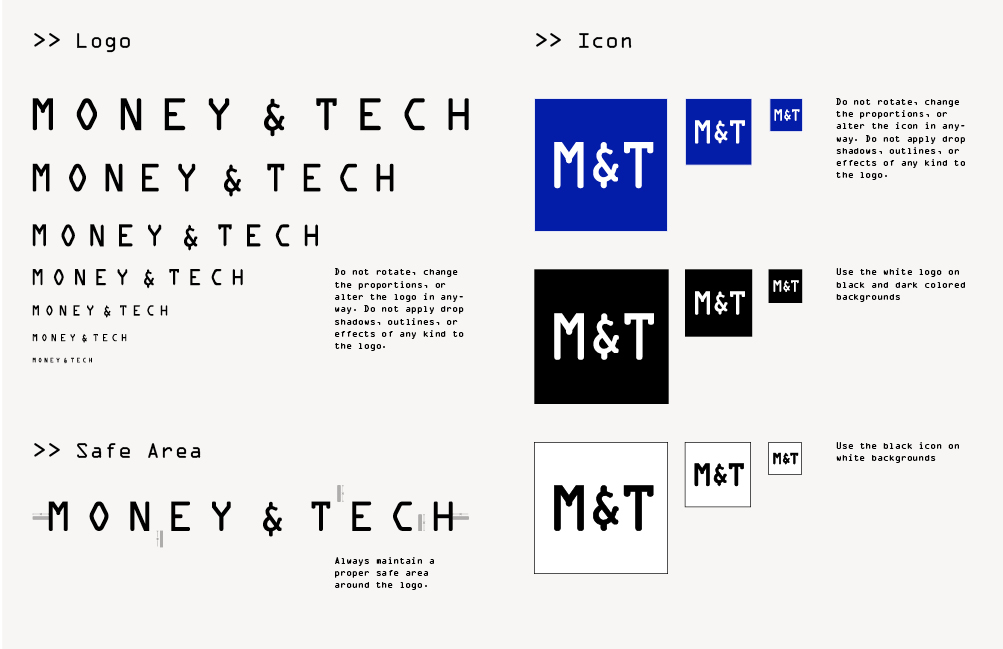 >> Logo
MONEY & TECH
MONEY & TECH
MONEY & TECH
MONEY & TECH
MONEY & TECH
MONEY & TECH
MONEY & TECH
Do not rotate, change
the proportions, or
alter the logo in any-
way. Do not apply drop
shadows, outlines, or
effects of any kind to
the logo.
>> Safe Area
MONEY & TECH
Always maintain a
proper safe area
around the logo.
>> Icon
M&T
M&T
M&T
Do not rotate, change
the proportions, or
alter the icon in any-
way. Do not apply drop
shadows, outlines, or
effects of any kind to
the logo.
M&T
M&T
M&T
Use the white logo on
black and dark colored
backgrounds
M&T
M&T
M&T
Use the black icon on
white backgrounds